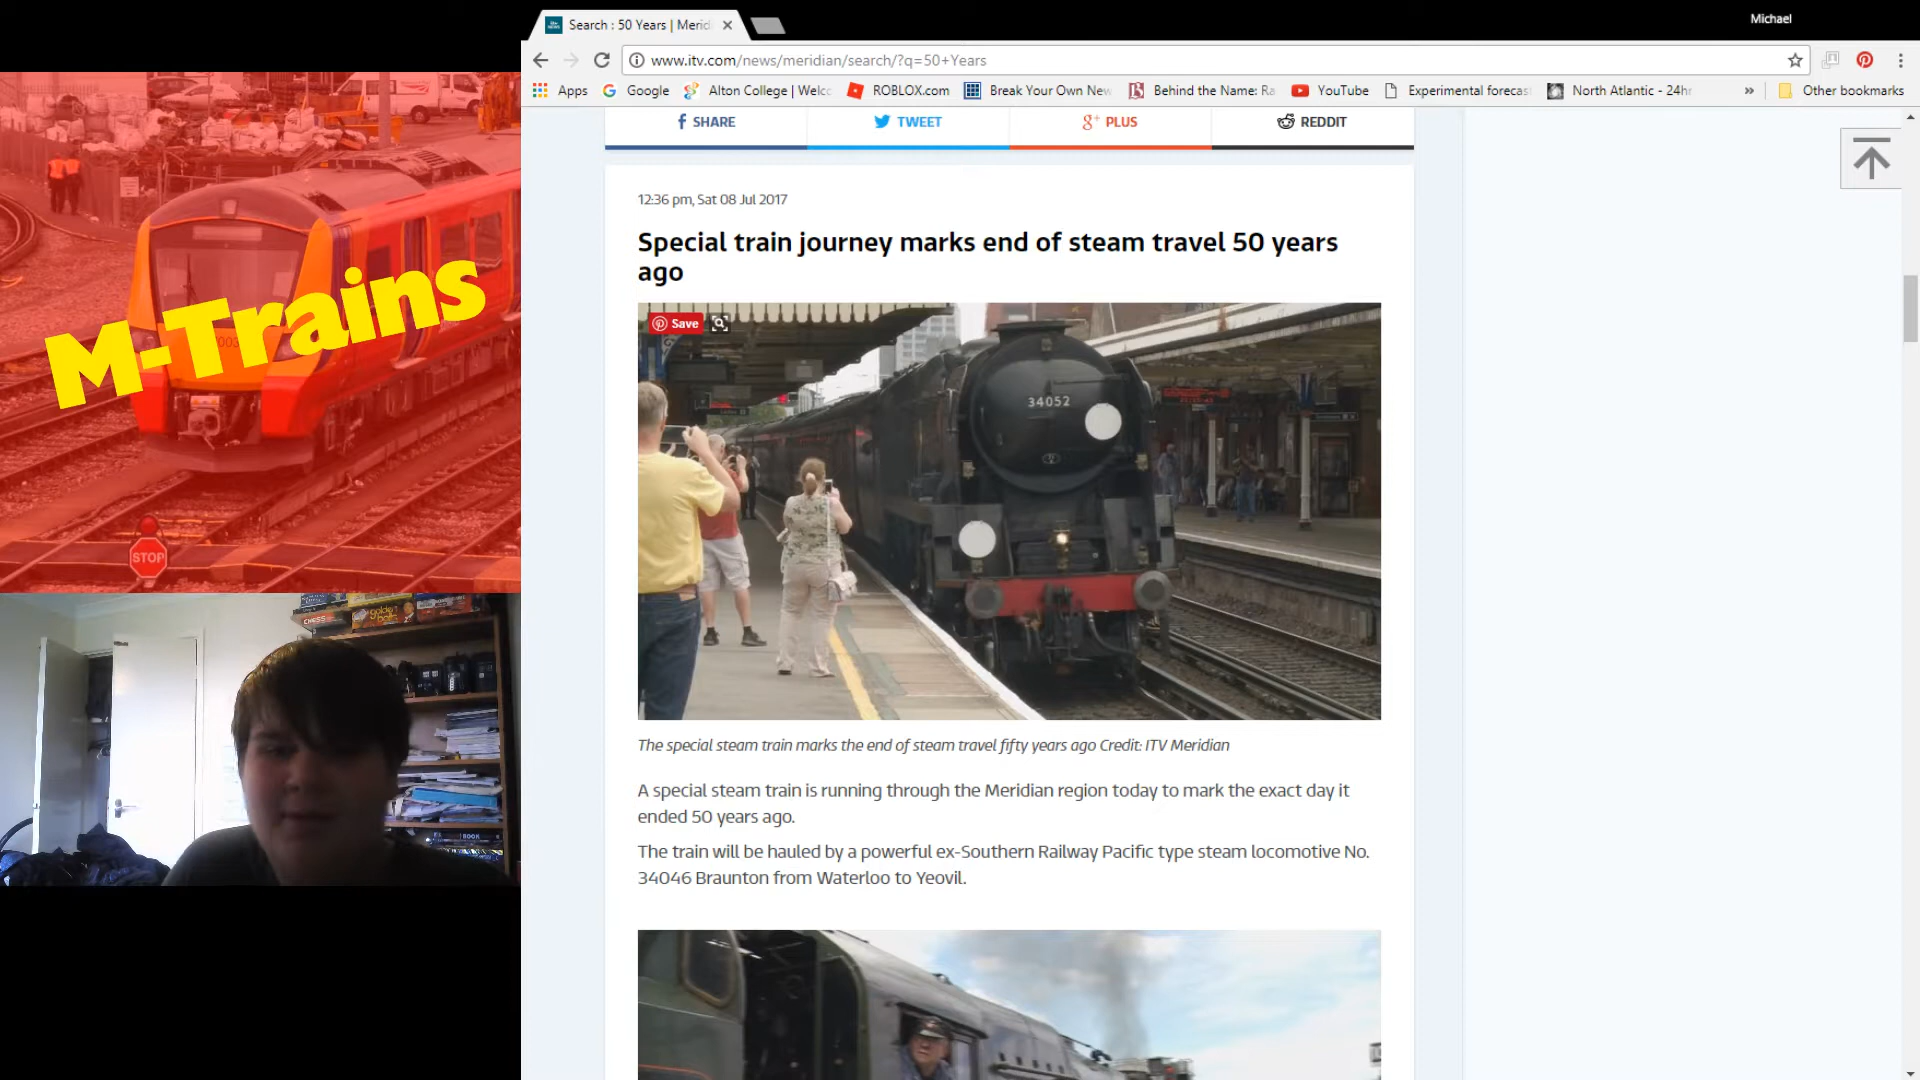 Michael
Search : 50 Years | Merid
www.itv.com/news/meridian/search/?q=50+Years
Apps
Google
Alton College | Welc
ROBLOX.com
Break Your Own New
Behind the Name: Ra
YouTube
Experimental forecas
North Atlantic - 24hr
»
Other bookmarks
SHARE
TWEET
PLUS
REDDIT
12:36 pm, Sat 08 Jul 2017
Special train journey marks end of steam travel 50 years
ago
Save
34052
M-Trains
STOP
CHESS
golden
balls
BOOK
The special steam train marks the end of steam travel fifty years ago Credit: ITV Meridian
A special steam train is running through the Meridian region today to mark the exact day it
ended 50 years ago.
The train will be hauled by a powerful ex-Southern Railway Pacific type steam locomotive No.
34046 Braunton from Waterloo to Yeovil.